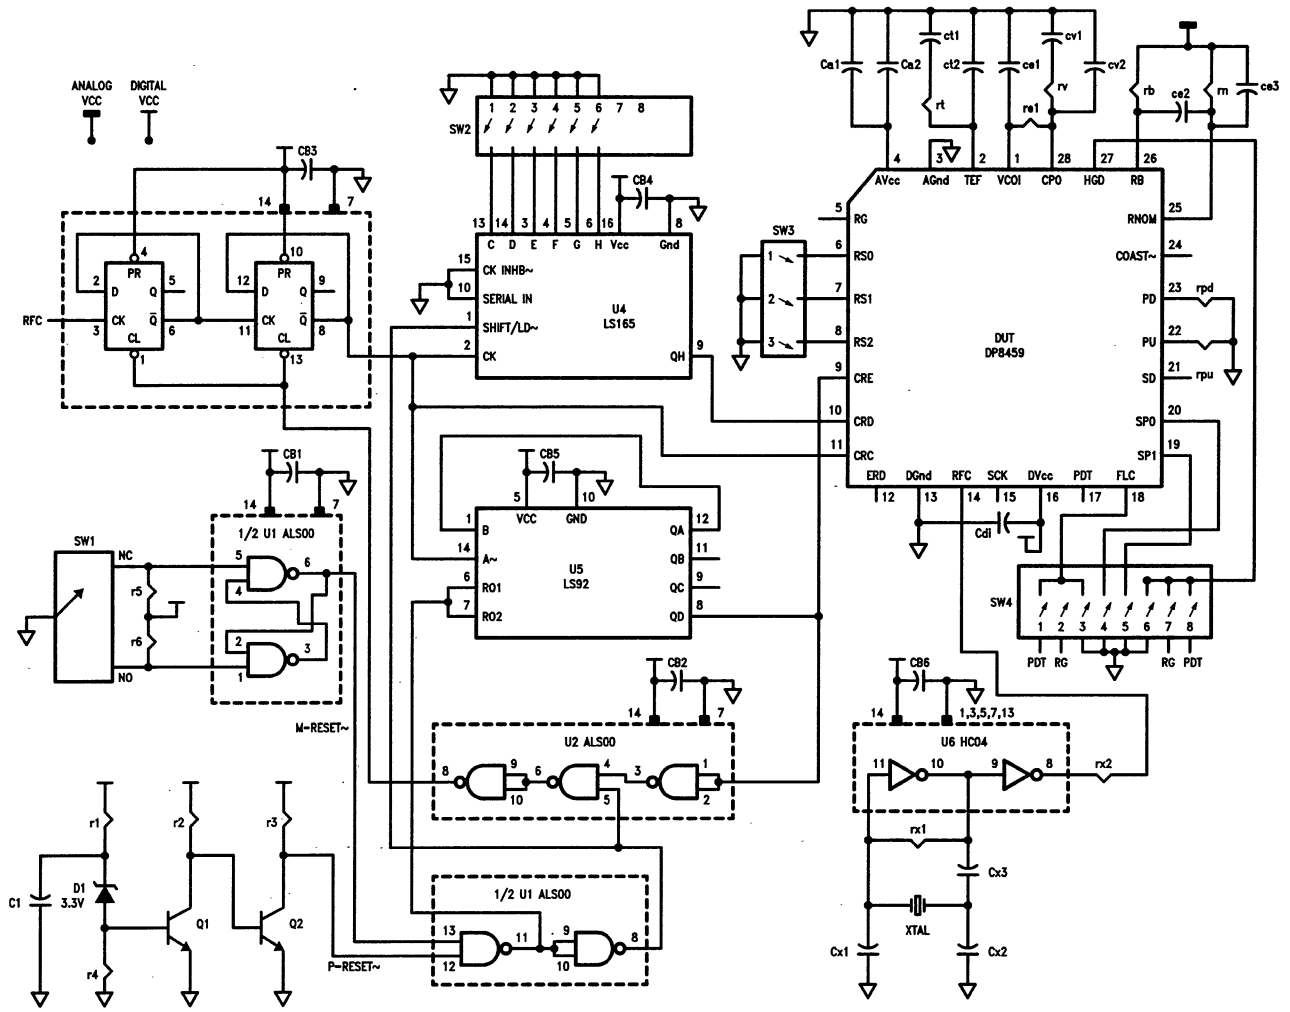 ANALOG VCC
DIGITAL VCC
CB3
14
7
4
PR
2 D Q 5
3 CK Q̅ 6
CL
1
10
PR
12 D Q 9
11 CK Q̅ 8
CL
13
RFC
SW2
1 2 3 4 5 6 7 8
CB4
13 14 3 4 5 6 16 8
C D E F G H Vcc Gnd
15 CK INHB~
10 SERIAL IN
1 SHIFT/LD~
2 CK
U4
LS165
QH 9
SW3
1
2
3
Ca1
Ca2
ct1
ct2
rt
ce1
re1
cv1
rv
cv2
rb
ce2
rn
ce3
4 3 2 1 28 27 26
AVcc AGnd TEF VCOI CPO HGD RB
5 RG
6 RS0
7 RS1
8 RS2
9 CRE
10 CRD
11 CRC
DUT
DP8459
RNOM 25
COAST~ 24
PD 23
PU 22
SD 21
SP0 20
SP1 19
rpd
rpu
ERD DGnd RFC SCK DVcc PDT FLC
12 13 14 15 16 17 18
Cdi
SW4
1 2 3 4 5 6 7 8
PDT RG RG PDT
CB1
14
7
1/2 U1 ALS00
5
4
6
2
1
3
SW1
NC
NO
r5
r6
M-RESET~
CB5
5 10
VCC GND
1 B
14 A~
6 RO1
7 RO2
U5
LS92
QA 12
QB 11
QC 9
QD 8
CB2
14
7
U2 ALS00
8
9
10
6
4
5
3
1
2
CB6
14
1,3,5,7,13
U6 HC04
11
10
9
8
rx2
rx1
Cx3
XTAL
Cx1
Cx2
r1
r2
r3
C1
D1
3.3V
r4
Q1
Q2
P-RESET~
1/2 U1 ALS00
13
12
11
9
10
8